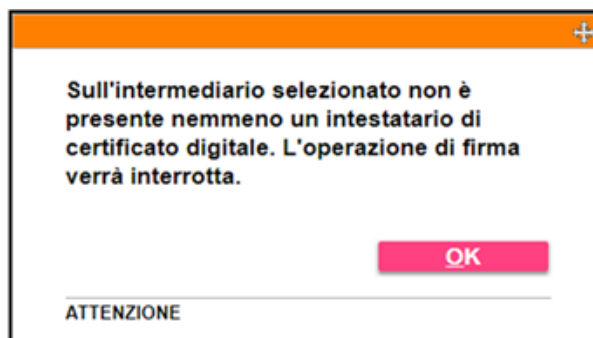 Sull'intermediario selezionato non è
presente nemmeno un intestatario di
certificato digitale. L'operazione di firma
verrà interrotta.
OK
ATTENZIONE